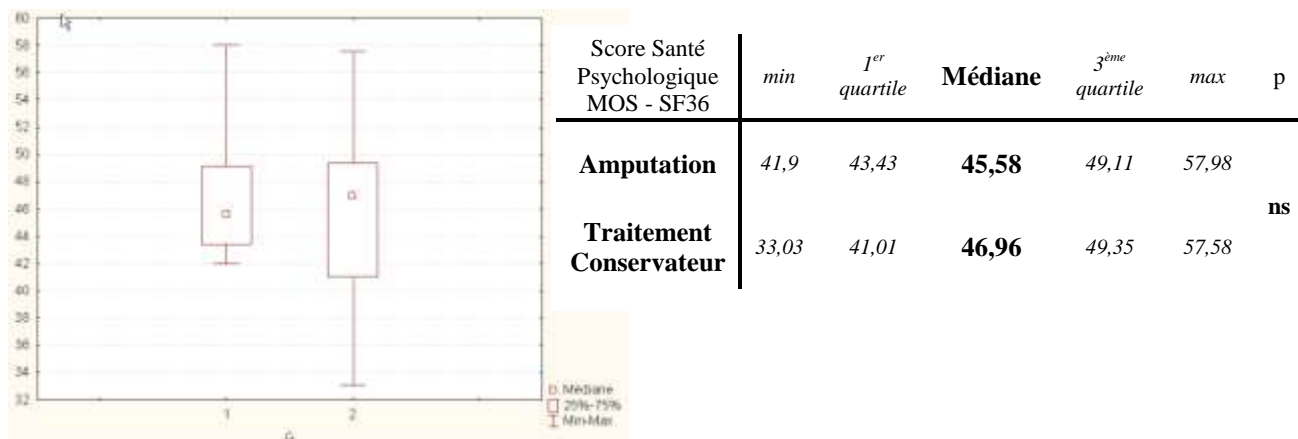 60
58
56
54
52
50
48
46
44
42
40
38
36
34
32
1 2
G
Médiane
25%-75%
Min-Max
Score Santé
Psychologique
MOS - SF36
min
1er
quartile
Médiane
3ème
quartile
max
p
Amputation 41,9 43,43 45,58 49,11 57,98
ns
Traitement
Conservateur 33,03 41,01 46,96 49,35 57,58